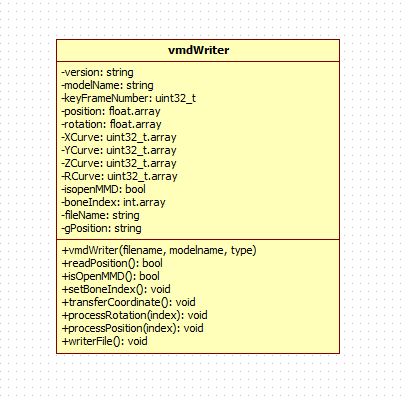 vmdWriter
-version: string
-modelName: string
-keyFrameNumber: uint32_t
-position: float.array
-rotation: float.array
-XCurve: uint32_t.array
-YCurve: uint32_t.array
-ZCurve: uint32_t.array
-RCurve: uint32_t.array
-isopenMMD: bool
-boneIndex: int.array
-fileName: string
-gPosition: string
+vmdWriter(filename, modelname, type)
+readPosition(): bool
+isOpenMMD(): bool
+setBoneIndex(): void
+transferCoordinate(): void
+processRotation(index): void
+processPosition(index): void
+writerFile(): void